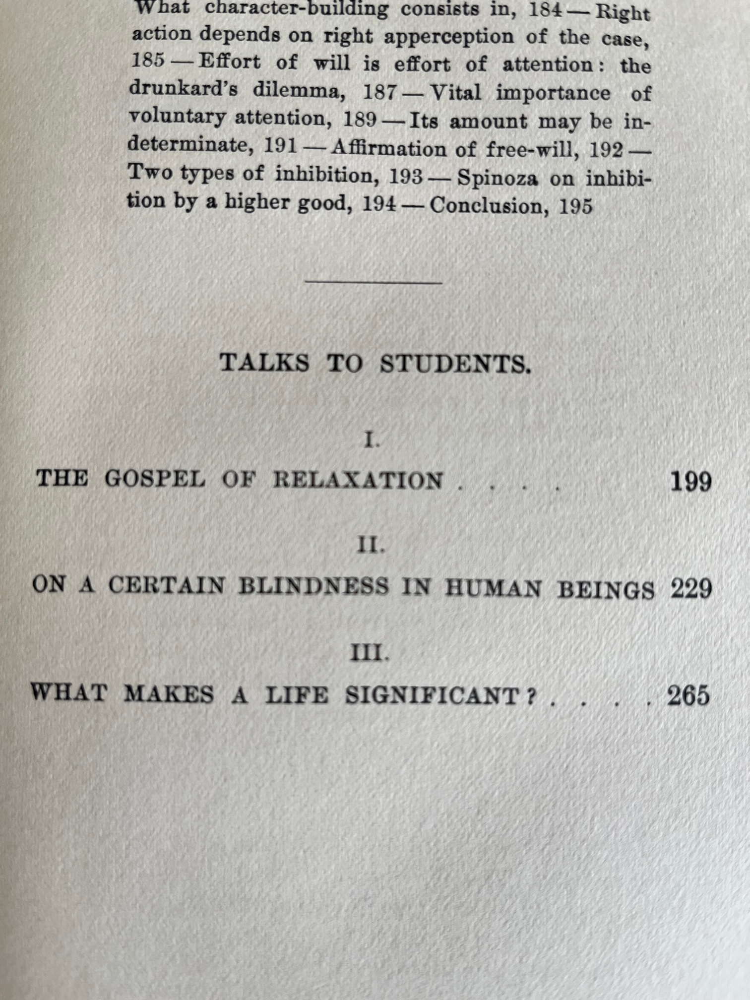 What character-building consists in, 184 — Right
action depends on right apperception of the case,
185 — Effort of will is effort of attention : the
drunkard's dilemma, 187 — Vital importance of
voluntary attention, 189 — Its amount may be in-
determinate, 191 — Affirmation of free-will, 192 —
Two types of inhibition, 193 — Spinoza on inhibi-
tion by a higher good, 194 — Conclusion, 195
TALKS TO STUDENTS.
I.
THE GOSPEL OF RELAXATION . . . . 199
II.
ON A CERTAIN BLINDNESS IN HUMAN BEINGS 229
III.
WHAT MAKES A LIFE SIGNIFICANT ? . . . . 265